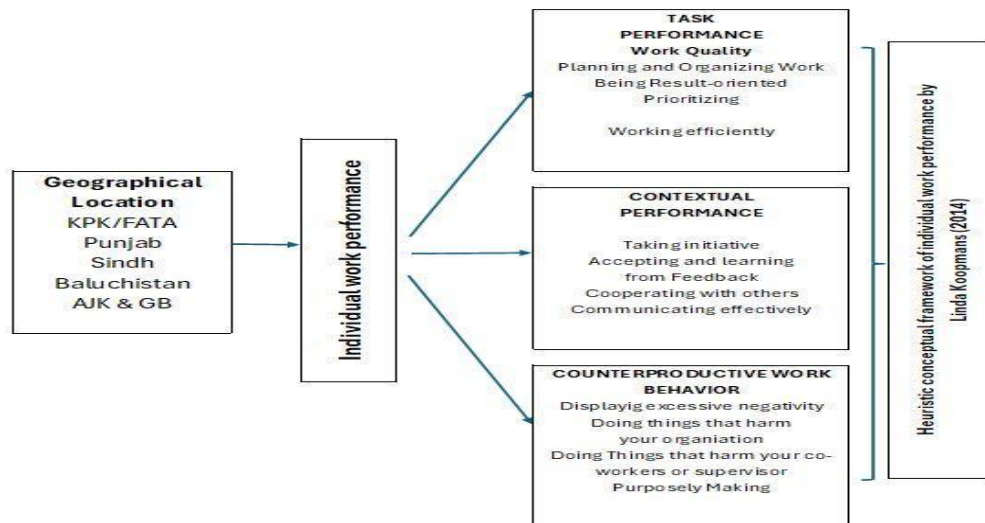 Geographical
Location
KPK/FATA
Punjab
Sindh
Baluchistan
AJK & GB
Individual work performance
TASK
PERFORMANCE
Work Quality
Planning and Organizing Work
Being Result-oriented
Prioritizing
Working efficiently
CONTEXTUAL
PERFORMANCE
Taking initiative
Accepting and learning
from Feedback
Cooperating with others
Communicating effectively
COUNTERPRODUCTIVE WORK
BEHAVIOR
Displayig excessive negativity
Doing things that harm
your organiation
Doing Things that harm your co-
workers or supervisor
Purposely Making
Heuristic conceptual framework of individual work performance by
Linda Koopmans (2014)